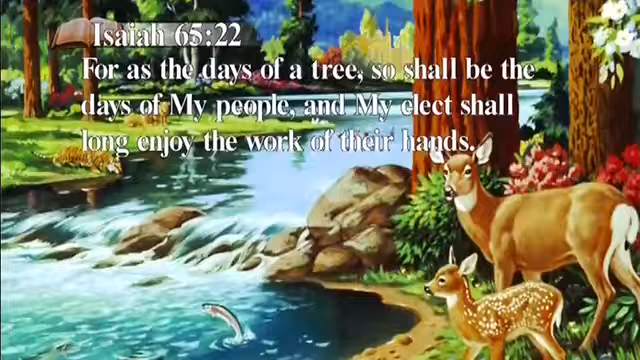 Isaiah 65:22
For as the days of a tree, so shall be the
days of My people, and My elect shall
long enjoy the work of their hands.